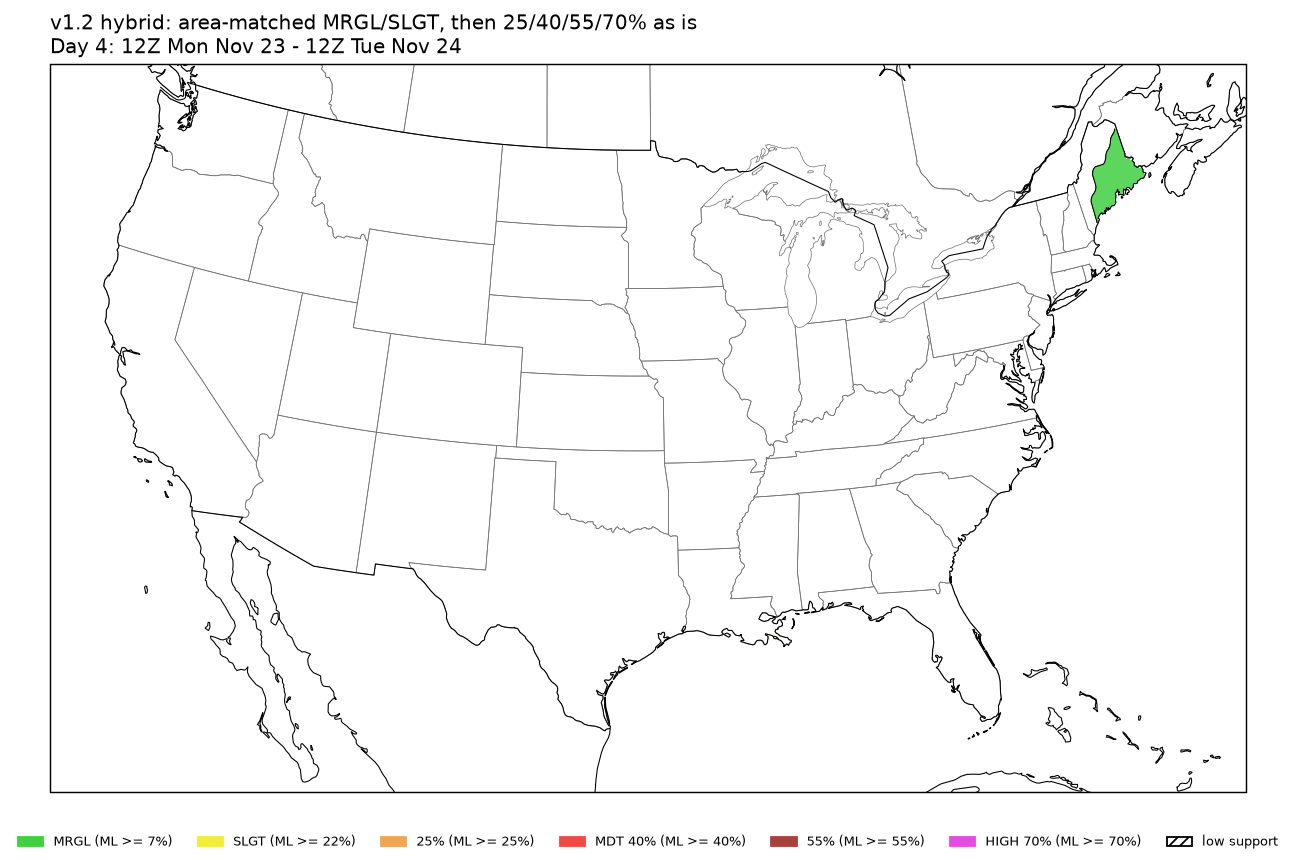 v1.2 hybrid: area-matched MRGL/SLGT, then 25/40/55/70% as is
Day 4: 12Z Mon Nov 23 - 12Z Tue Nov 24
MRGL (ML >= 7%)
SLGT (ML >= 22%)
25% (ML >= 25%)
MDT 40% (ML >= 40%)
55% (ML >= 55%)
HIGH 70% (ML >= 70%)
low support